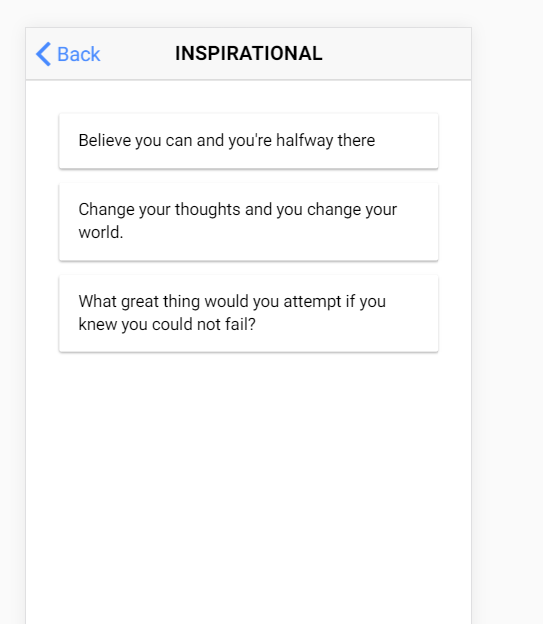 Back
INSPIRATIONAL
Believe you can and you're halfway there
Change your thoughts and you change your
world.
What great thing would you attempt if you
knew you could not fail?